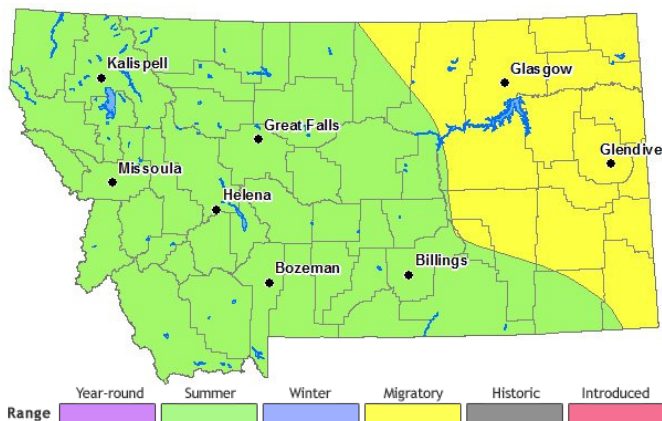 Kalispell
Glasgow
Great Falls
Glendive
Missoula
Helena
Bozeman
Billings
Year-round Summer Winter Migratory Historic Introduced
Range